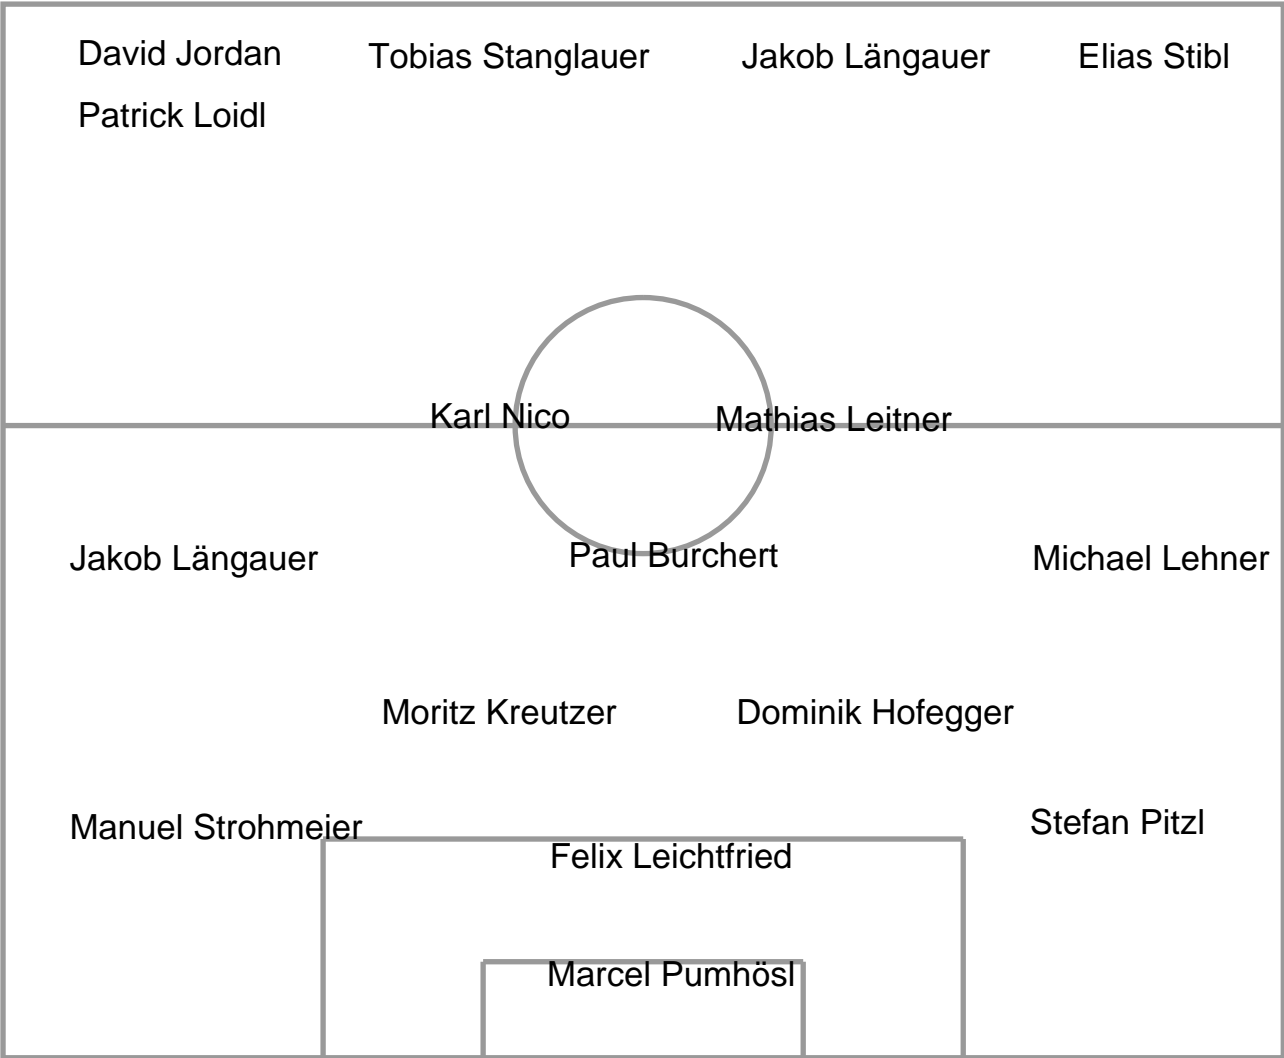 David Jordan
Tobias Stanglauer
Jakob Längauer
Elias Stibl
Patrick Loidl
Karl Nico
Mathias Leitner
Jakob Längauer
Paul Burchert
Michael Lehner
Moritz Kreutzer
Dominik Hofegger
Manuel Strohmeier
Stefan Pitzl
Felix Leichtfried
Marcel Pumhösl